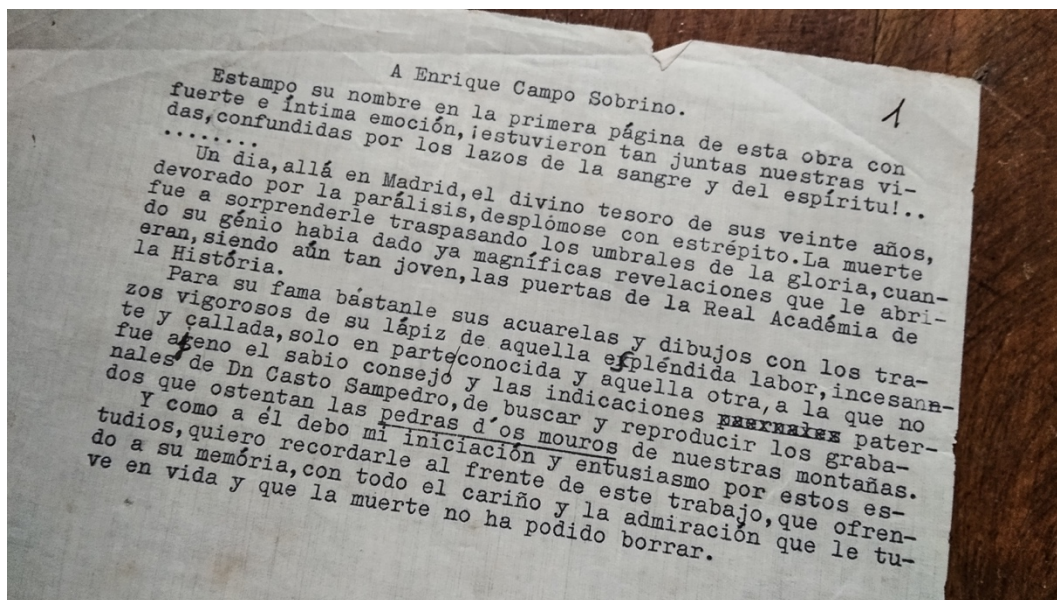 1
A Enrique Campo Sobrino.
Estampo su nombre en la primera página de esta obra con
fuerte e íntima emoción,¡estuvieron tan juntas nuestras vi-
das,confundidas por los lazos de la sangre y del espíritu!..
.......
Un dia,allá en Madrid,el divino tesoro de sus veinte años,
devorado por la parálisis,desplómose con estrépito.La muerte
fue a sorprenderle traspasando los umbrales de la gloria,cuan-
do su génio habia dado ya magníficas revelaciones que le abri-
eran,siendo aún tan joven,las puertas de la Real Académia de
la História.
Para su fama bástanle sus acuarelas y dibujos con los tra-
zos vigorosos de su lápiz de aquella espléndida labor,incesan-
te y callada,solo en parte/conocida y aquella otra,a la que no
fue ageno el sabio consejo y las indicaciones pater-
nales de Dn Casto Sampedro,de buscar y reproducir los graba-
dos que ostentan las pedras d'os mouros de nuestras montañas.
Y como a él debo mi iniciación y entusiasmo por estos es-
tudios,quiero recordarle al frente de este trabajo,que ofren-
do a su memória,con todo el cariño y la admiración que le tu-
ve en vida y que la muerte no ha podido borrar.